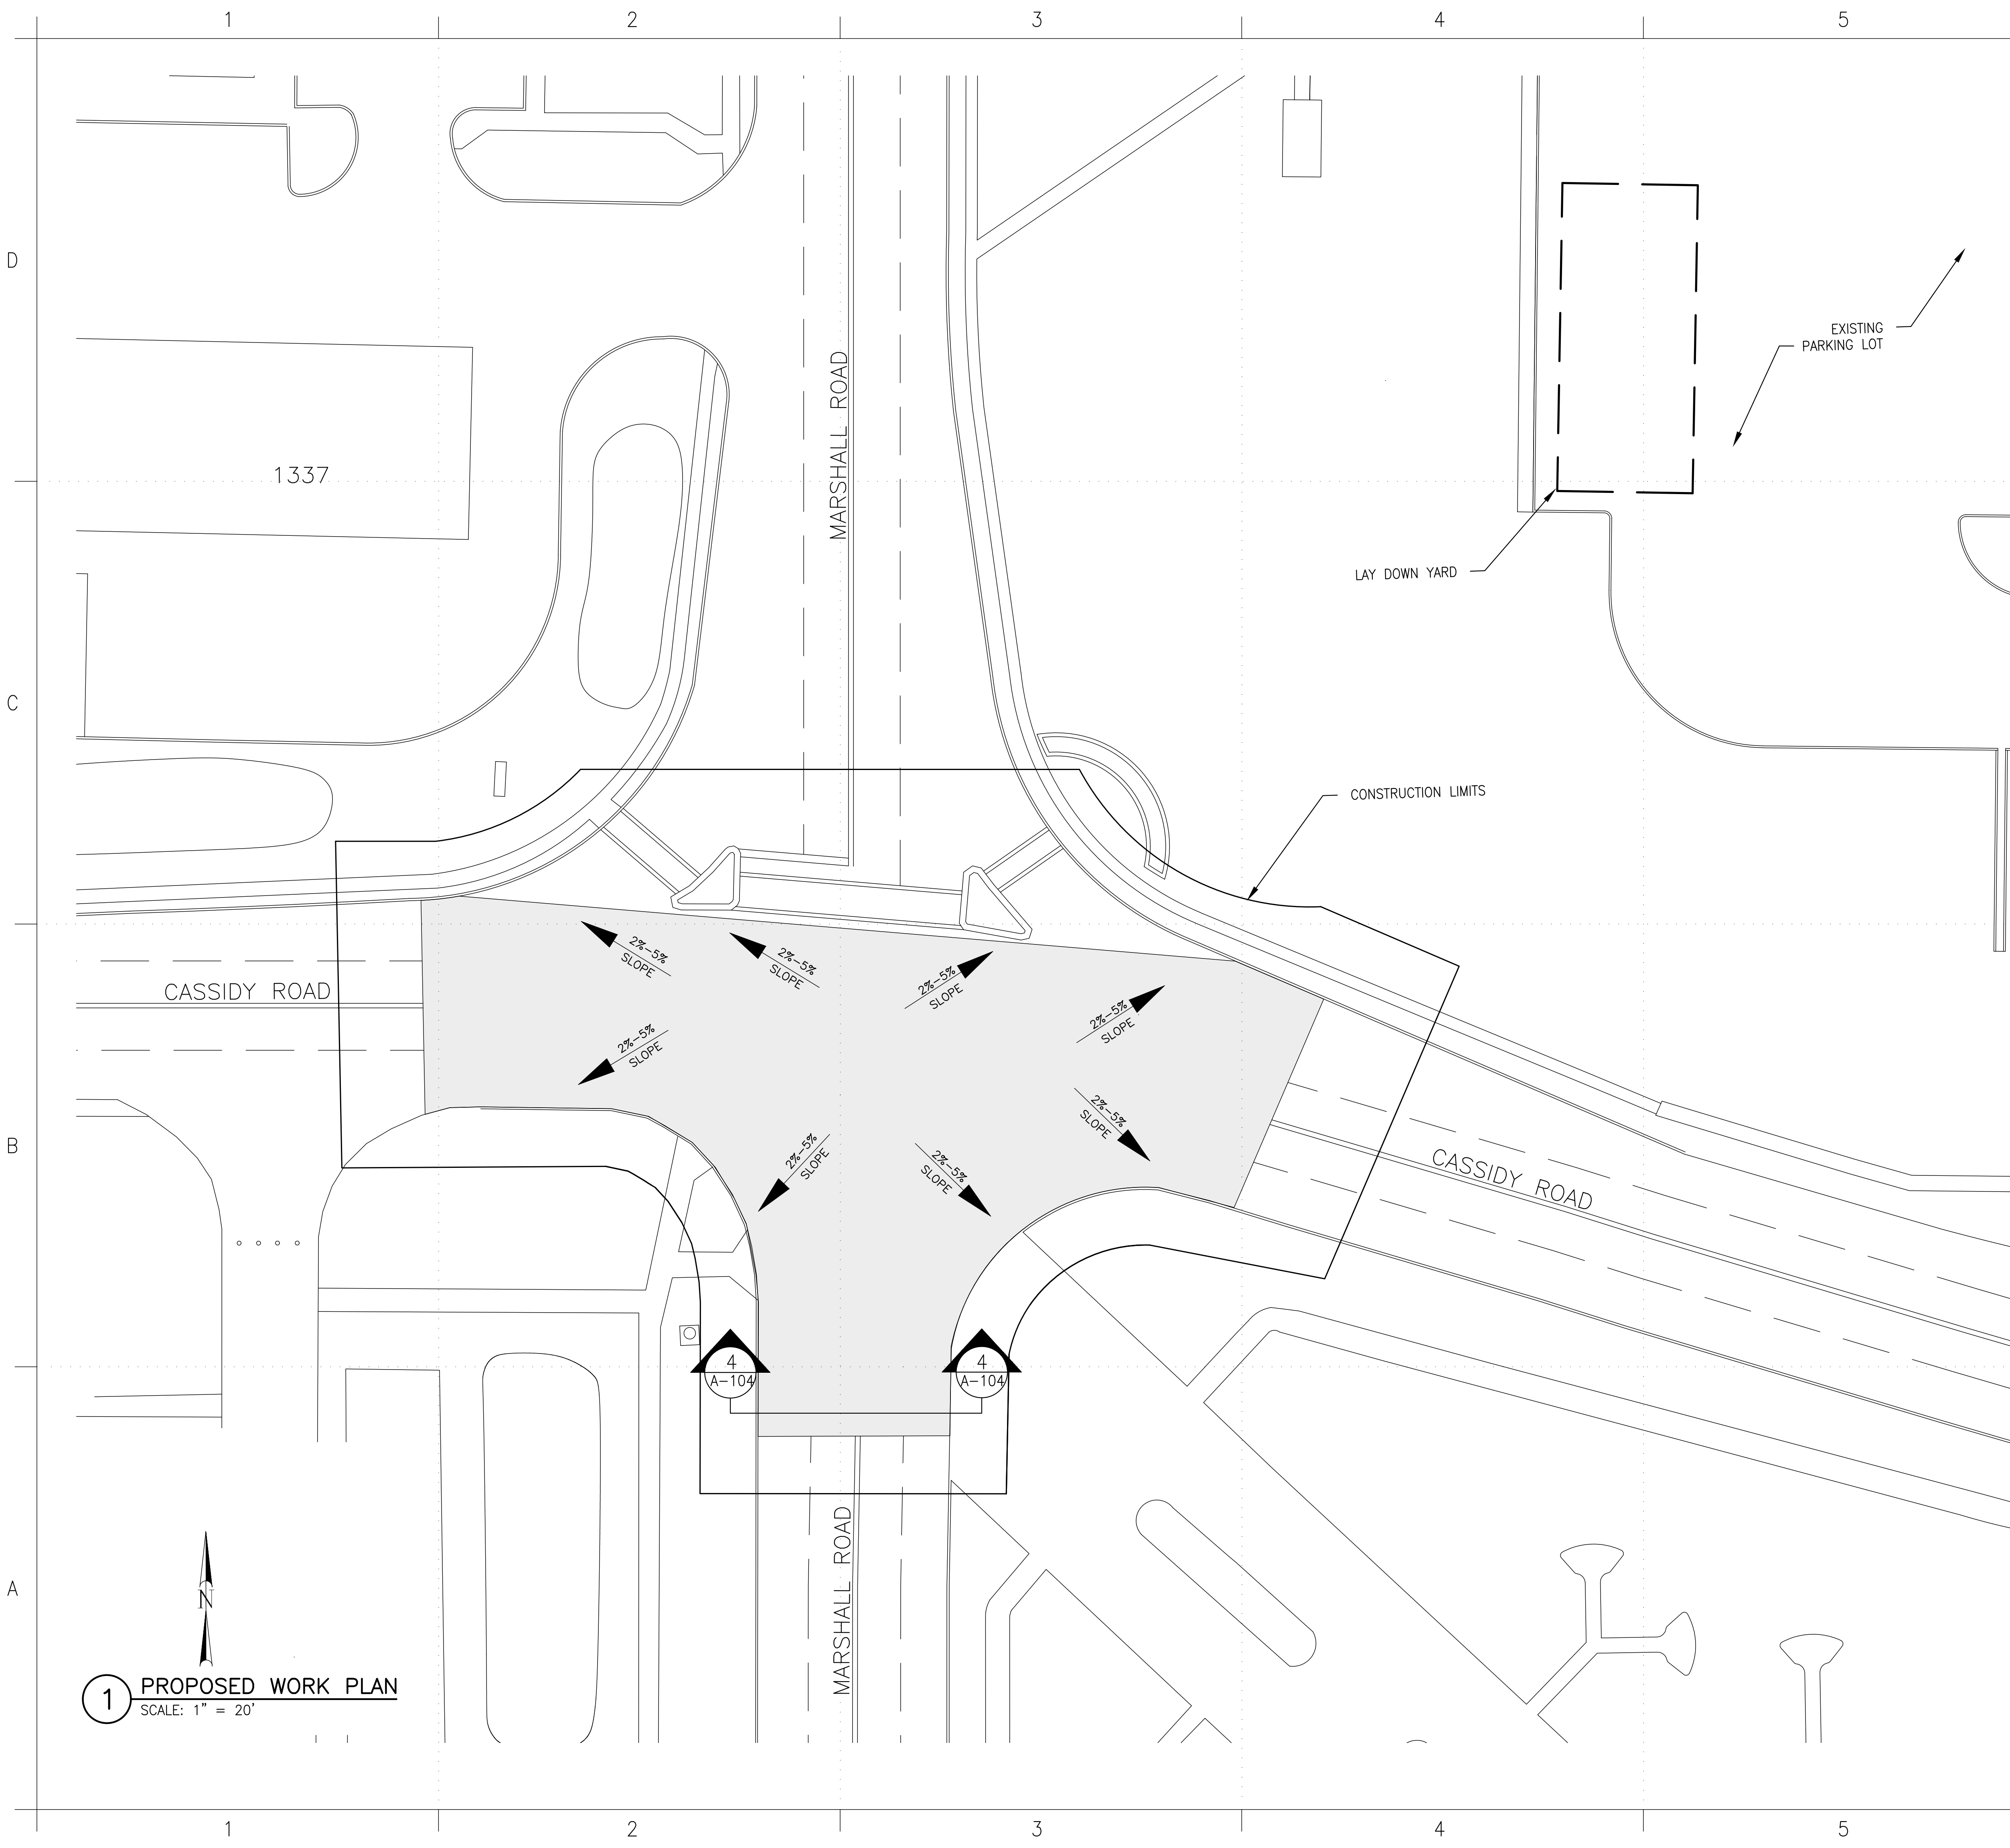 1
2
3
4
5
D
C
B
A
MARSHALL ROAD
EXISTING
PARKING LOT
1337
LAY DOWN YARD
CONSTRUCTION LIMITS
2%-5%
SLOPE
2%-5%
SLOPE
2%-5%
SLOPE
2%-5%
SLOPE
CASSIDY ROAD
2%-5%
SLOPE
2%-5%
SLOPE
2%-5%
SLOPE
2%-5%
SLOPE
CASSIDY ROAD
4
A-104
4
A-104
MARSHALL ROAD
N
1
PROPOSED WORK PLAN
SCALE: 1" = 20'
1
2
3
4
5